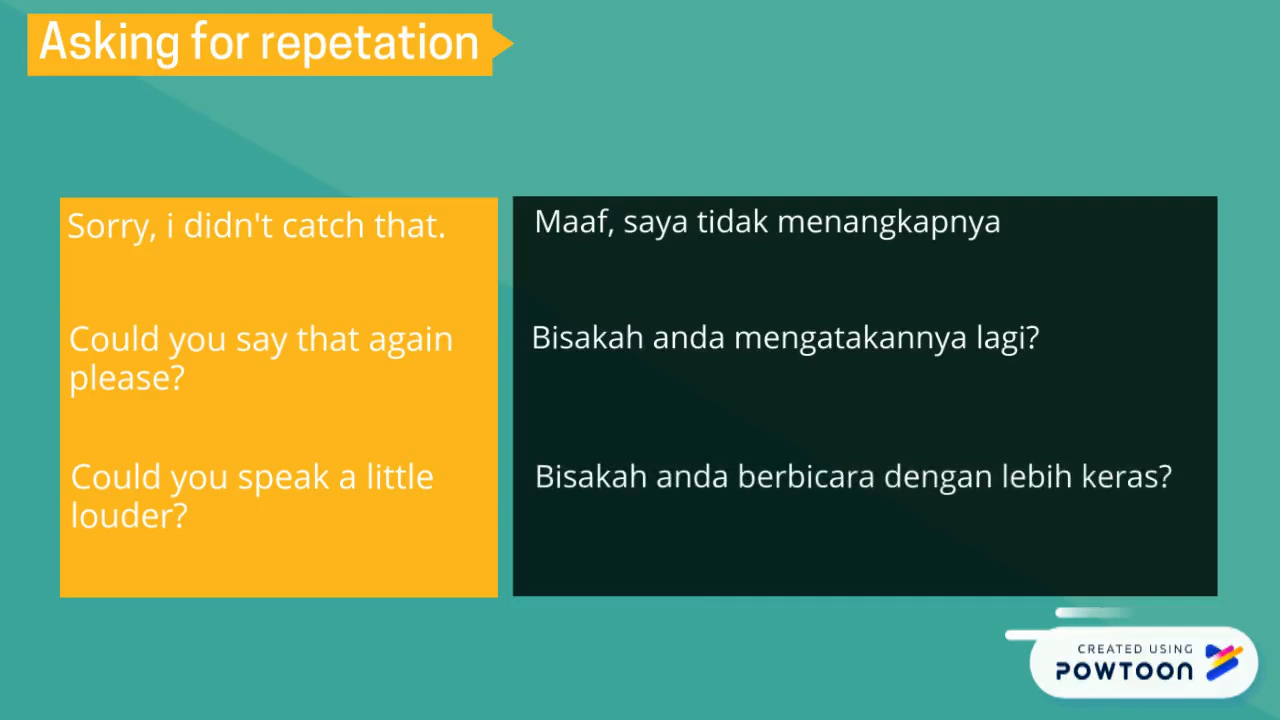 Asking for repetation
Sorry, i didn't catch that.
Maaf, saya tidak menangkapnya
Could you say that again
please?
Bisakah anda mengatakannya lagi?
Could you speak a little
louder?
Bisakah anda berbicara dengan lebih keras?
CREATED USING
POWTOON